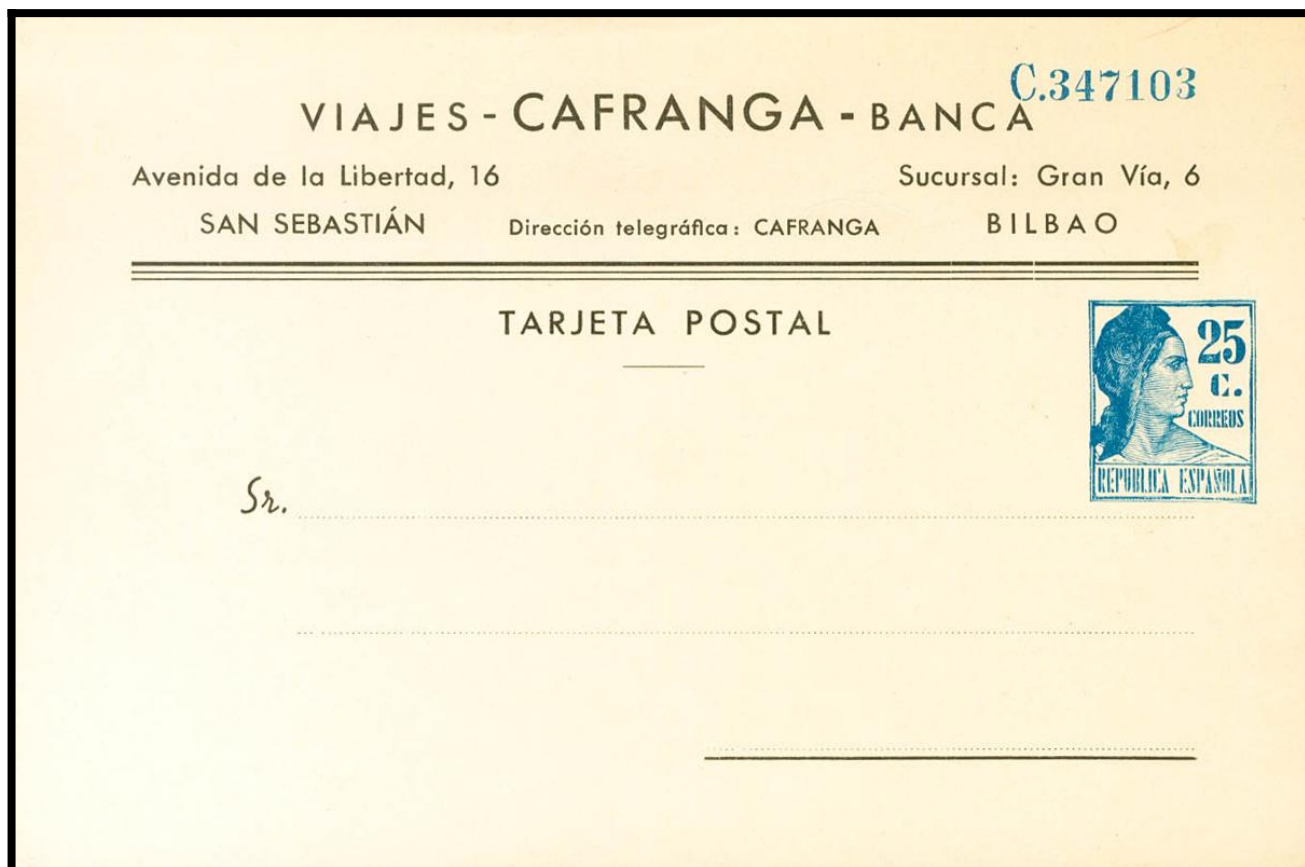 C.347103
VIAJES - CAFRANGA - BANCA
Avenida de la Libertad, 16 Sucursal: Gran Vía, 6
SAN SEBASTIÁN Dirección telegráfica: CAFRANGA BILBAO
TARJETA POSTAL
25
C.
CORREOS
REPUBLICA ESPAÑOLA
Sr.